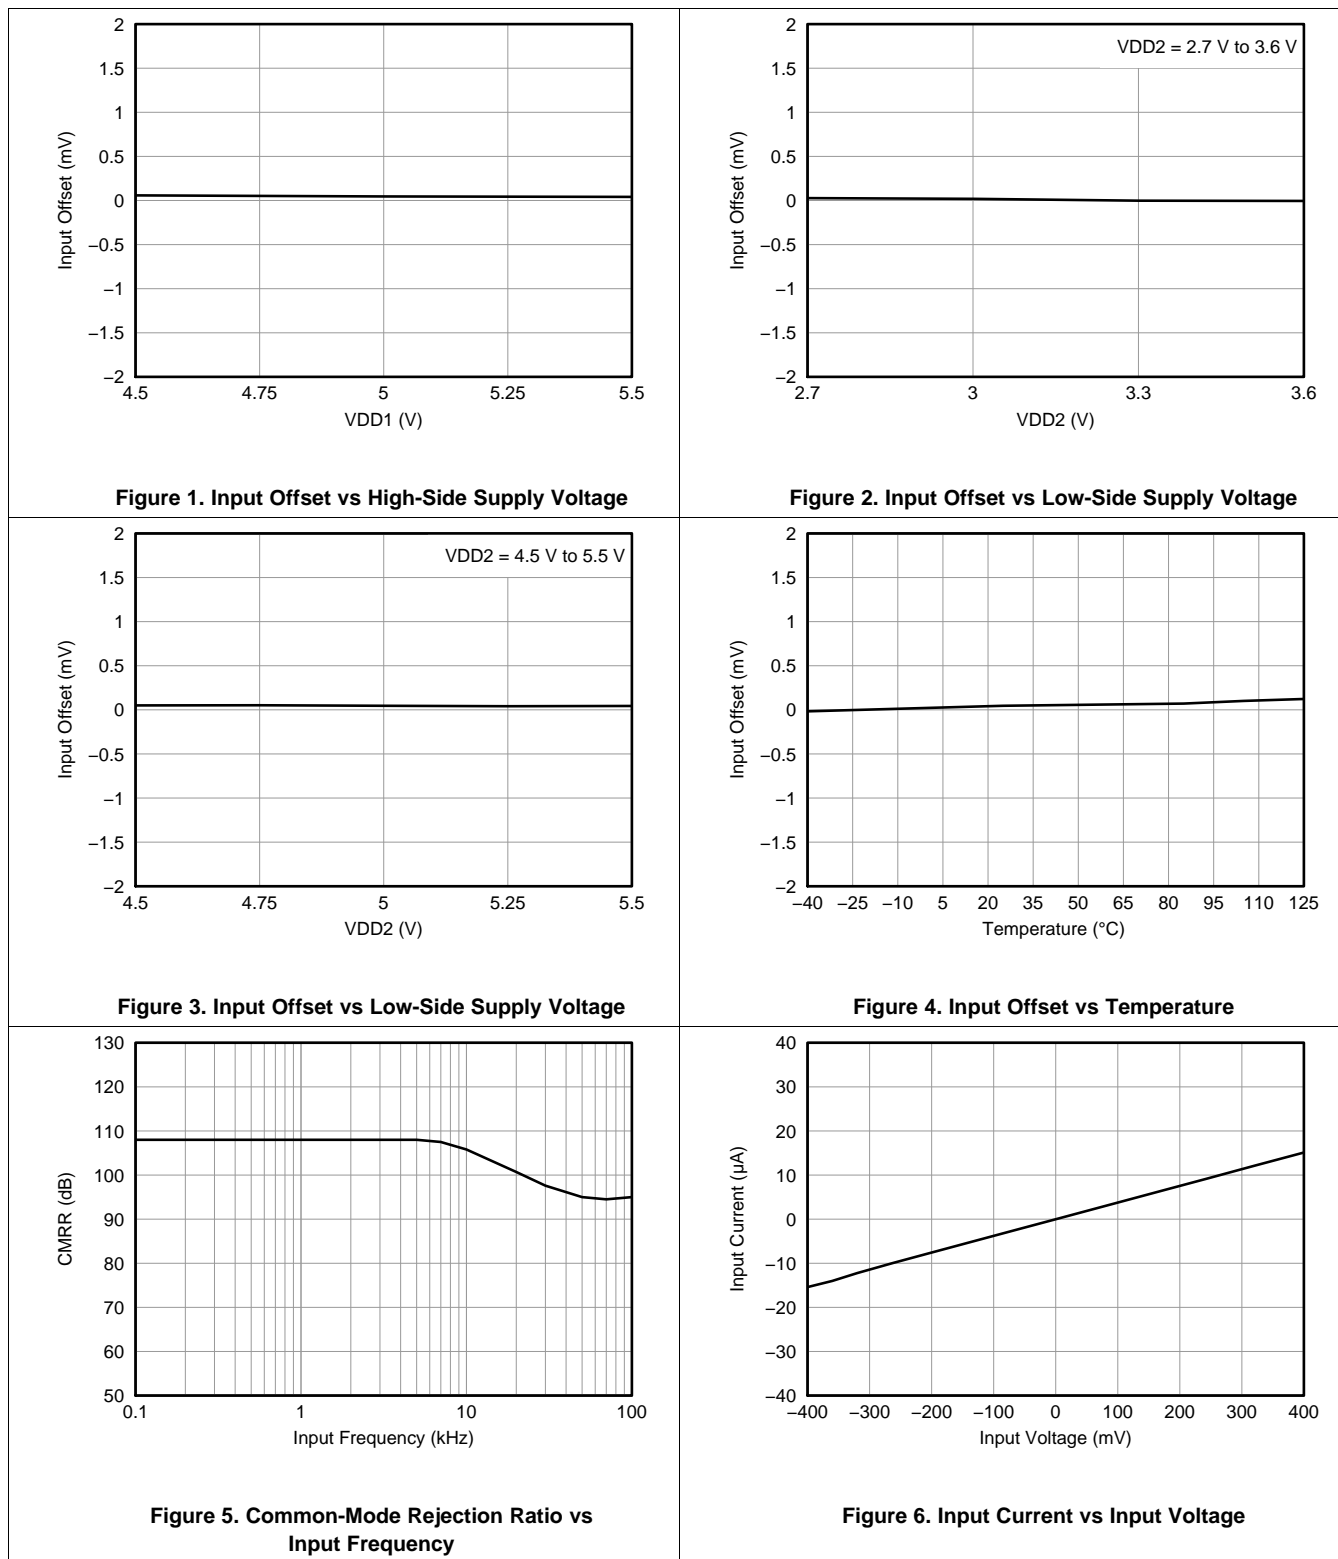 2
1.5
1
0.5
0
−0.5
−1
−1.5
−2
Input Offset (mV)
4.5 4.75 5 5.25 5.5
VDD1 (V)
Figure 1. Input Offset vs High-Side Supply Voltage
VDD2 = 2.7 V to 3.6 V
2
1.5
1
0.5
0
−0.5
−1
−1.5
−2
Input Offset (mV)
2.7 3 3.3 3.6
VDD2 (V)
Figure 2. Input Offset vs Low-Side Supply Voltage
VDD2 = 4.5 V to 5.5 V
2
1.5
1
0.5
0
−0.5
−1
−1.5
−2
Input Offset (mV)
4.5 4.75 5 5.25 5.5
VDD2 (V)
Figure 3. Input Offset vs Low-Side Supply Voltage
2
1.5
1
0.5
0
−0.5
−1
−1.5
−2
Input Offset (mV)
−40 −25 −10 5 20 35 50 65 80 95 110 125
Temperature (°C)
Figure 4. Input Offset vs Temperature
130
120
110
100
90
80
70
60
50
CMRR (dB)
0.1 1 10 100
Input Frequency (kHz)
Figure 5. Common-Mode Rejection Ratio vs
Input Frequency
40
30
20
10
0
−10
−20
−30
−40
Input Current (µA)
−400 −300 −200 −100 0 100 200 300 400
Input Voltage (mV)
Figure 6. Input Current vs Input Voltage